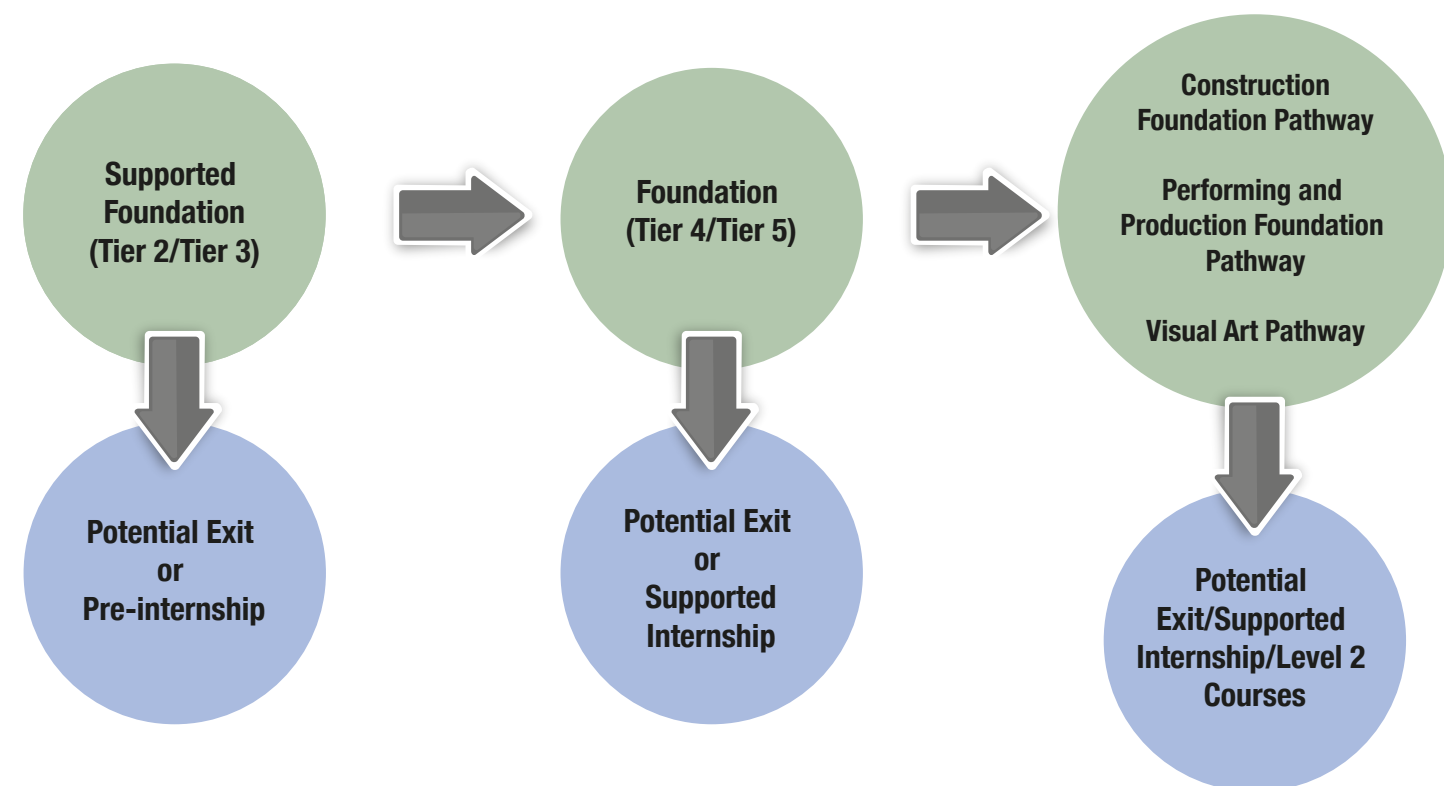 Supported
Foundation
(Tier 2/Tier 3)
Foundation
(Tier 4/Tier 5)
Construction
Foundation Pathway
Performing and
Production Foundation
Pathway
Visual Art Pathway
Potential Exit
or
Pre-internship
Potential Exit
or
Supported
Internship
Potential
Exit/Supported
Internship/Level 2
Courses